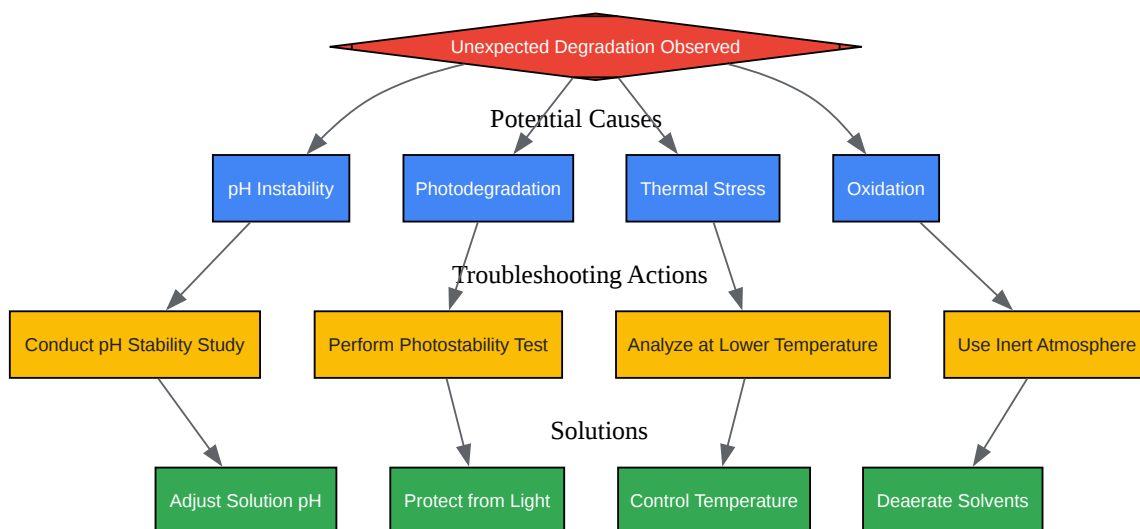 Unexpected Degradation Observed
Potential Causes
pH Instability
Photodegradation
Thermal Stress
Oxidation
Troubleshooting Actions
Conduct pH Stability Study
Perform Photostability Test
Analyze at Lower Temperature
Use Inert Atmosphere
Solutions
Adjust Solution pH
Protect from Light
Control Temperature
Deaerate Solvents